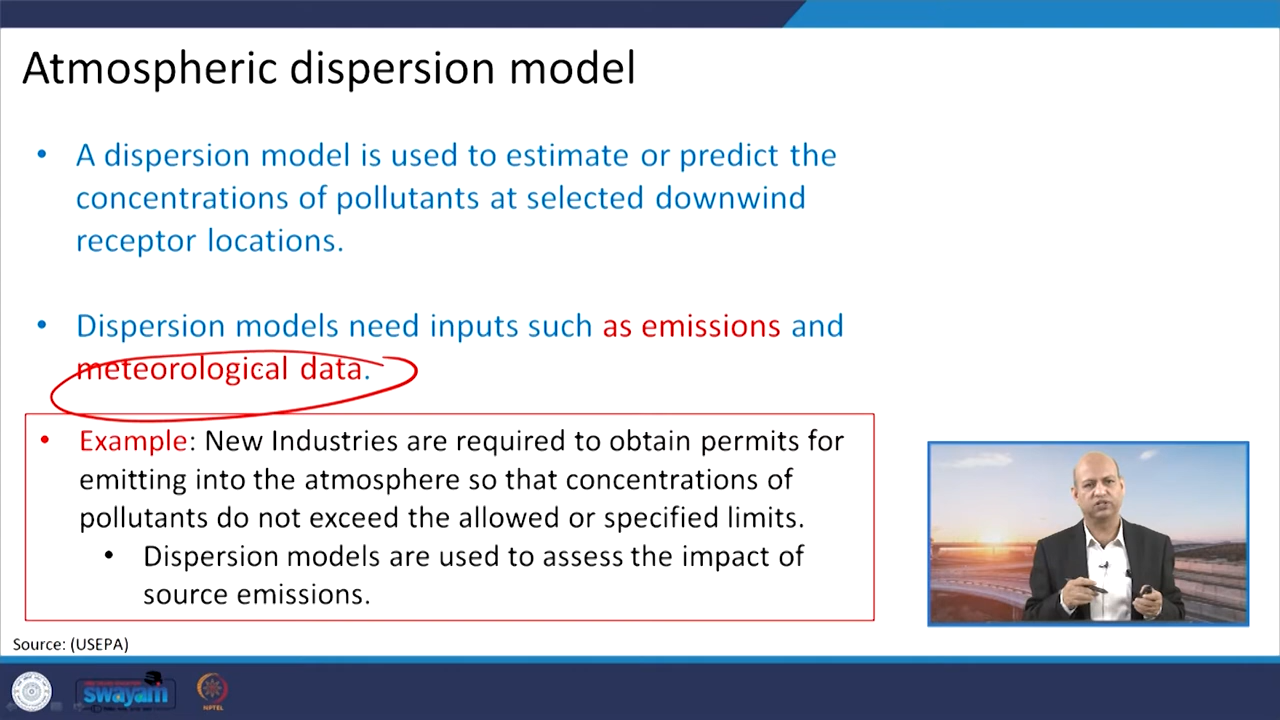 Atmospheric dispersion model
• A dispersion model is used to estimate or predict the
concentrations of pollutants at selected downwind
receptor locations.
• Dispersion models need inputs such as emissions and
meteorological data.
• Example: New Industries are required to obtain permits for
emitting into the atmosphere so that concentrations of
pollutants do not exceed the allowed or specified limits.
• Dispersion models are used to assess the impact of
source emissions.
Source: (USEPA)
swayam
NPTEL